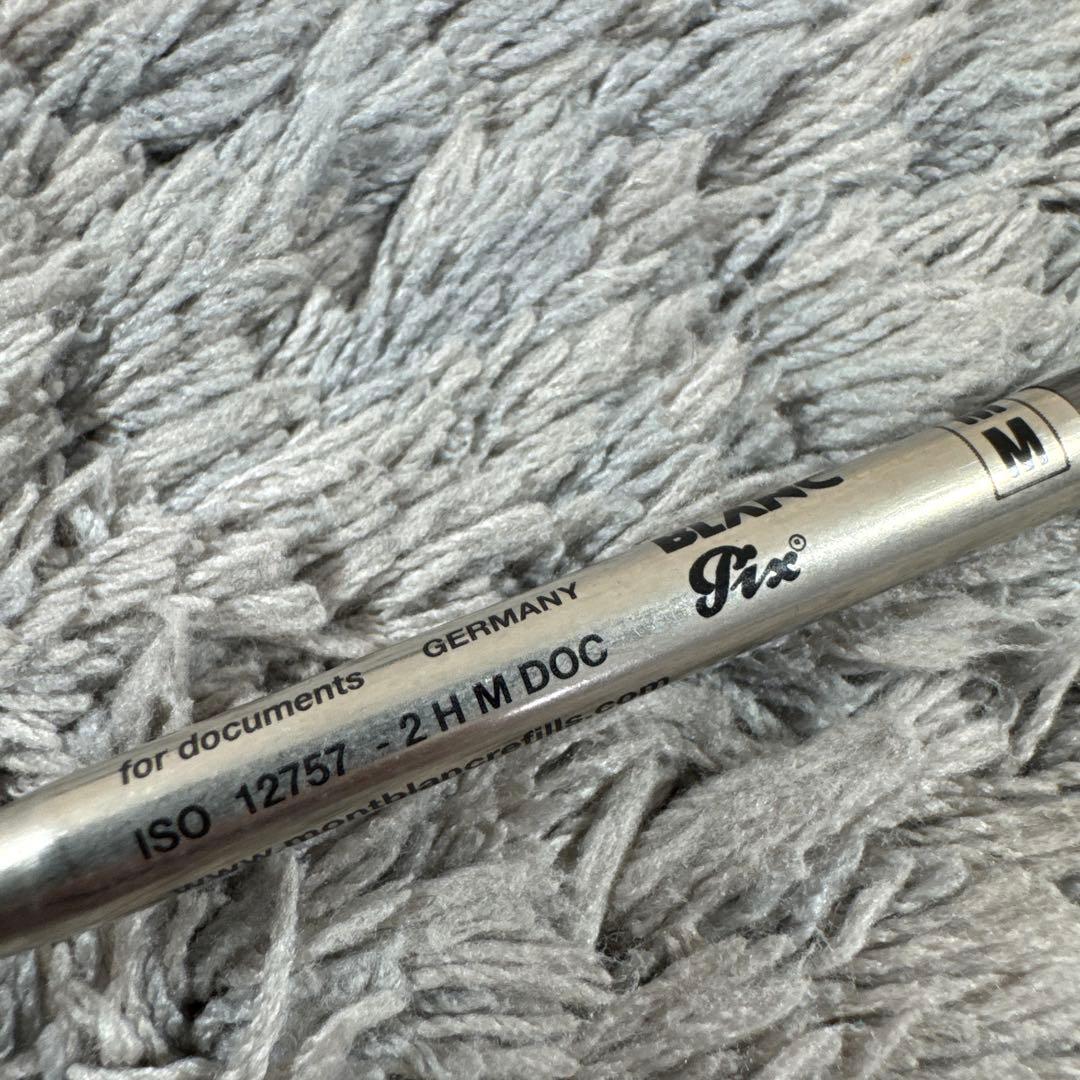 M
BLANC
Pix®
GERMANY
for documents
ISO 12757 - 2 H M DOC
www.montblancrefills.com